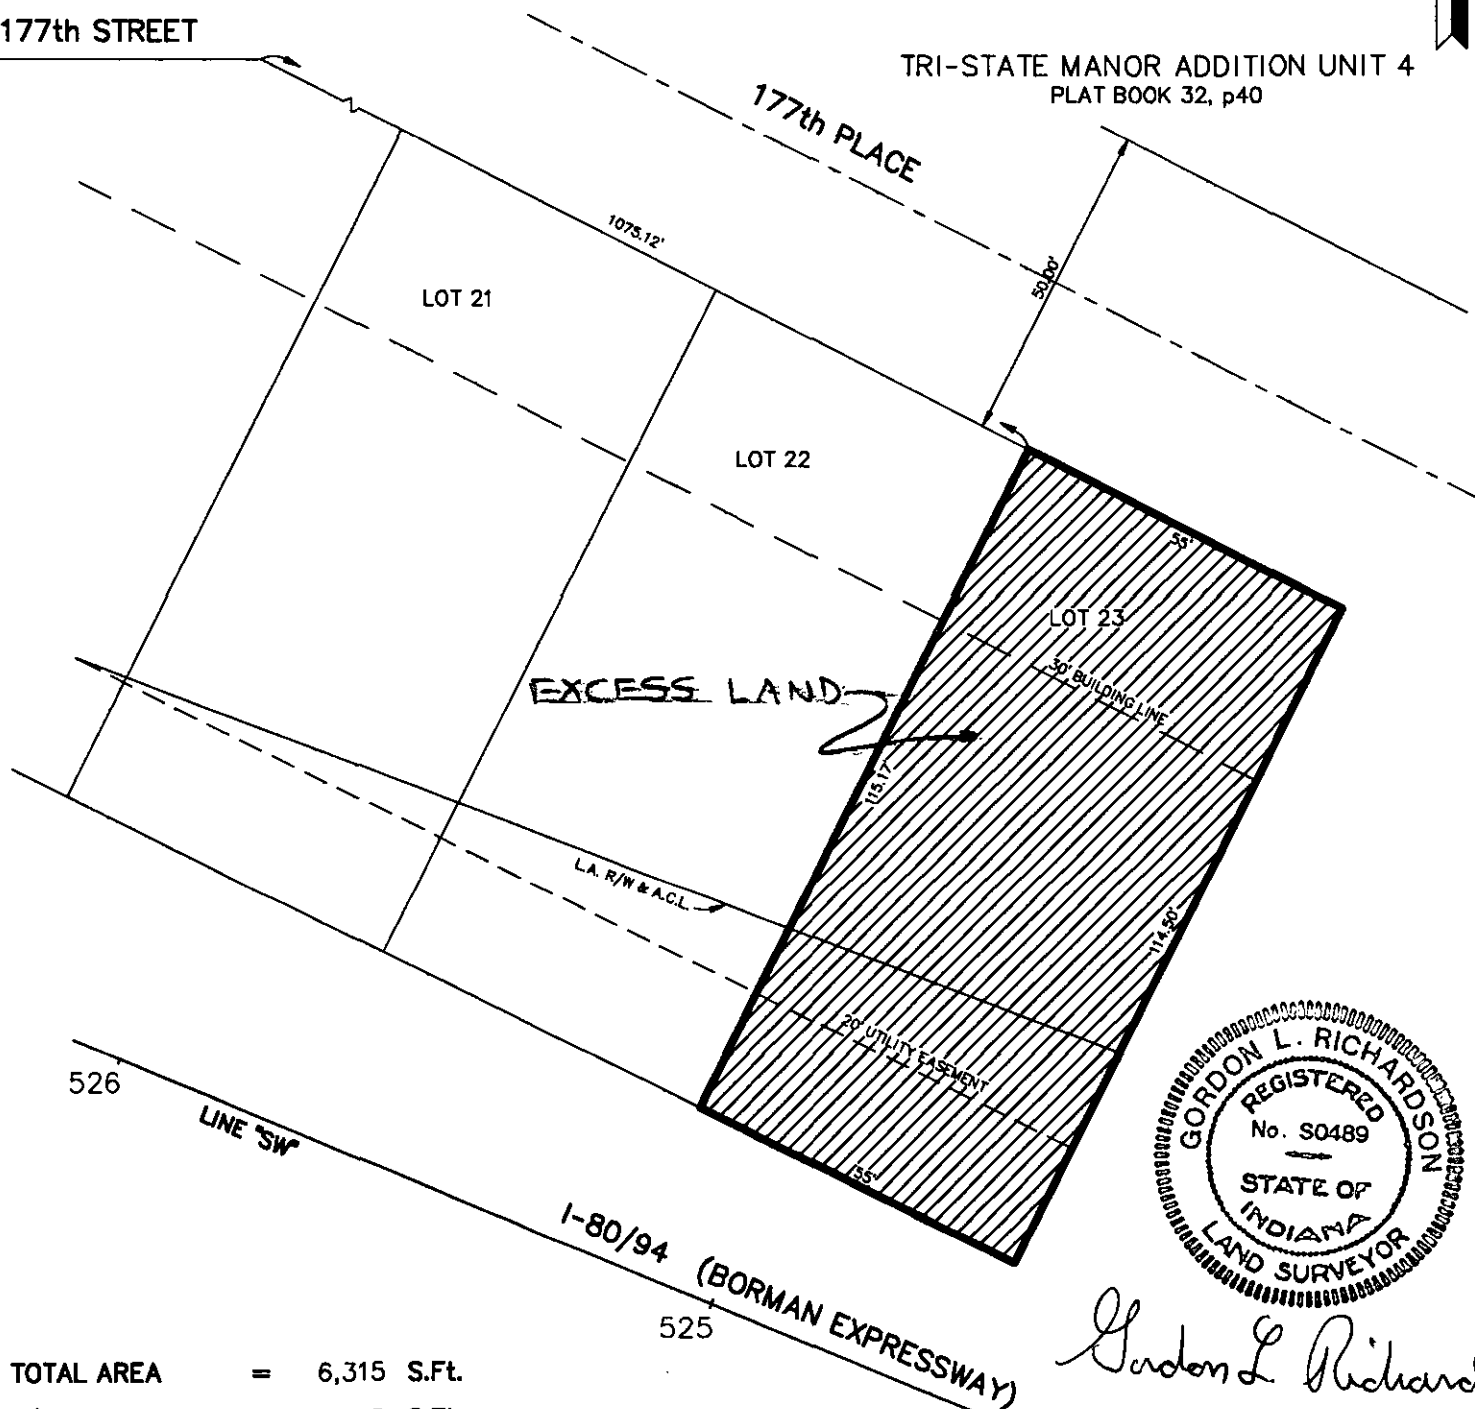 177th STREET
TRI-STATE MANOR ADDITION UNIT 4
PLAT BOOK 32, p40
177th PLACE
1075.12'
50.00'
LOT 21
LOT 22
55'
LOT 23
30' BUILDING LINE
EXCESS LAND
115.17'
L.A. R/W & A.C.L.
114.50'
20' UTILITY EASEMENT
526
LINE "SW"
55'
I-80/94 (BORMAN EXPRESSWAY)
525
GORDON L. RICHARDSON
REGISTERED
No. S0489
STATE OF
INDIANA
LAND SURVEYOR
Gordon L Richard
TOTAL AREA = 6,315 S.Ft.